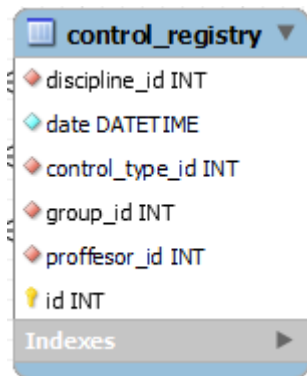 control_registry
discipline_id INT
date DATETIME
control_type_id INT
group_id INT
proffesor_id INT
id INT
Indexes